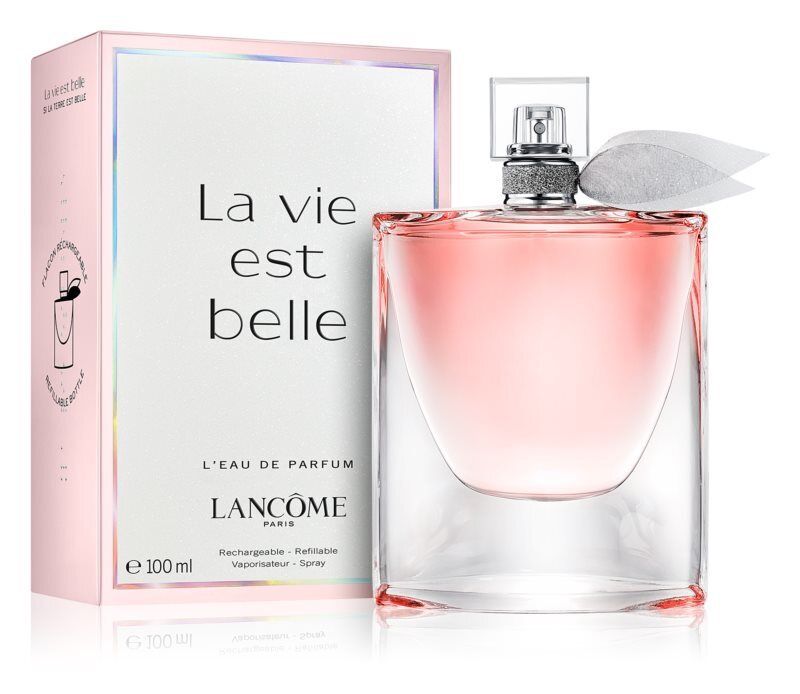 La vie est belle
SI LA TERRE EST BELLE
FLACON RECHARGEABLE
REFILLABLE BOTTLE
La vie
est
belle
L'EAU DE PARFUM
LANCÔME
PARIS
Rechargeable - Refillable
Vaporisateur - Spray
e 100 ml